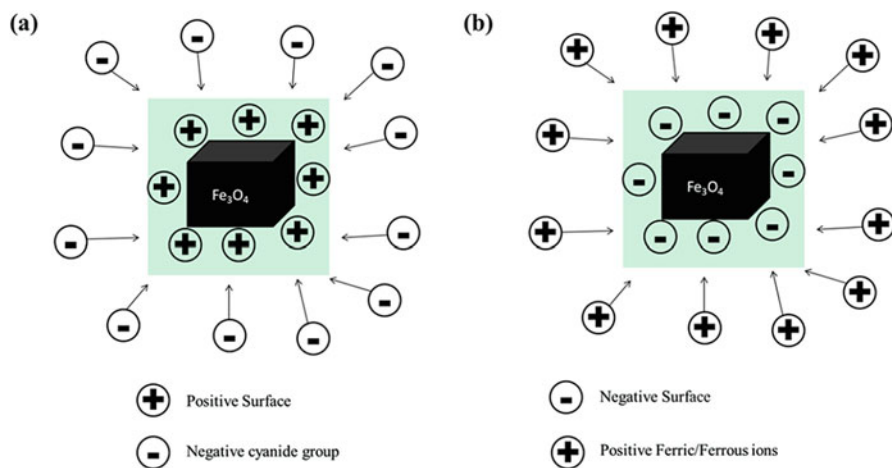 (a)
Fe₃O₄
Positive Surface
Negative cyanide group
(b)
Fe₃O₄
Negative Surface
Positive Ferric/Ferrous ions